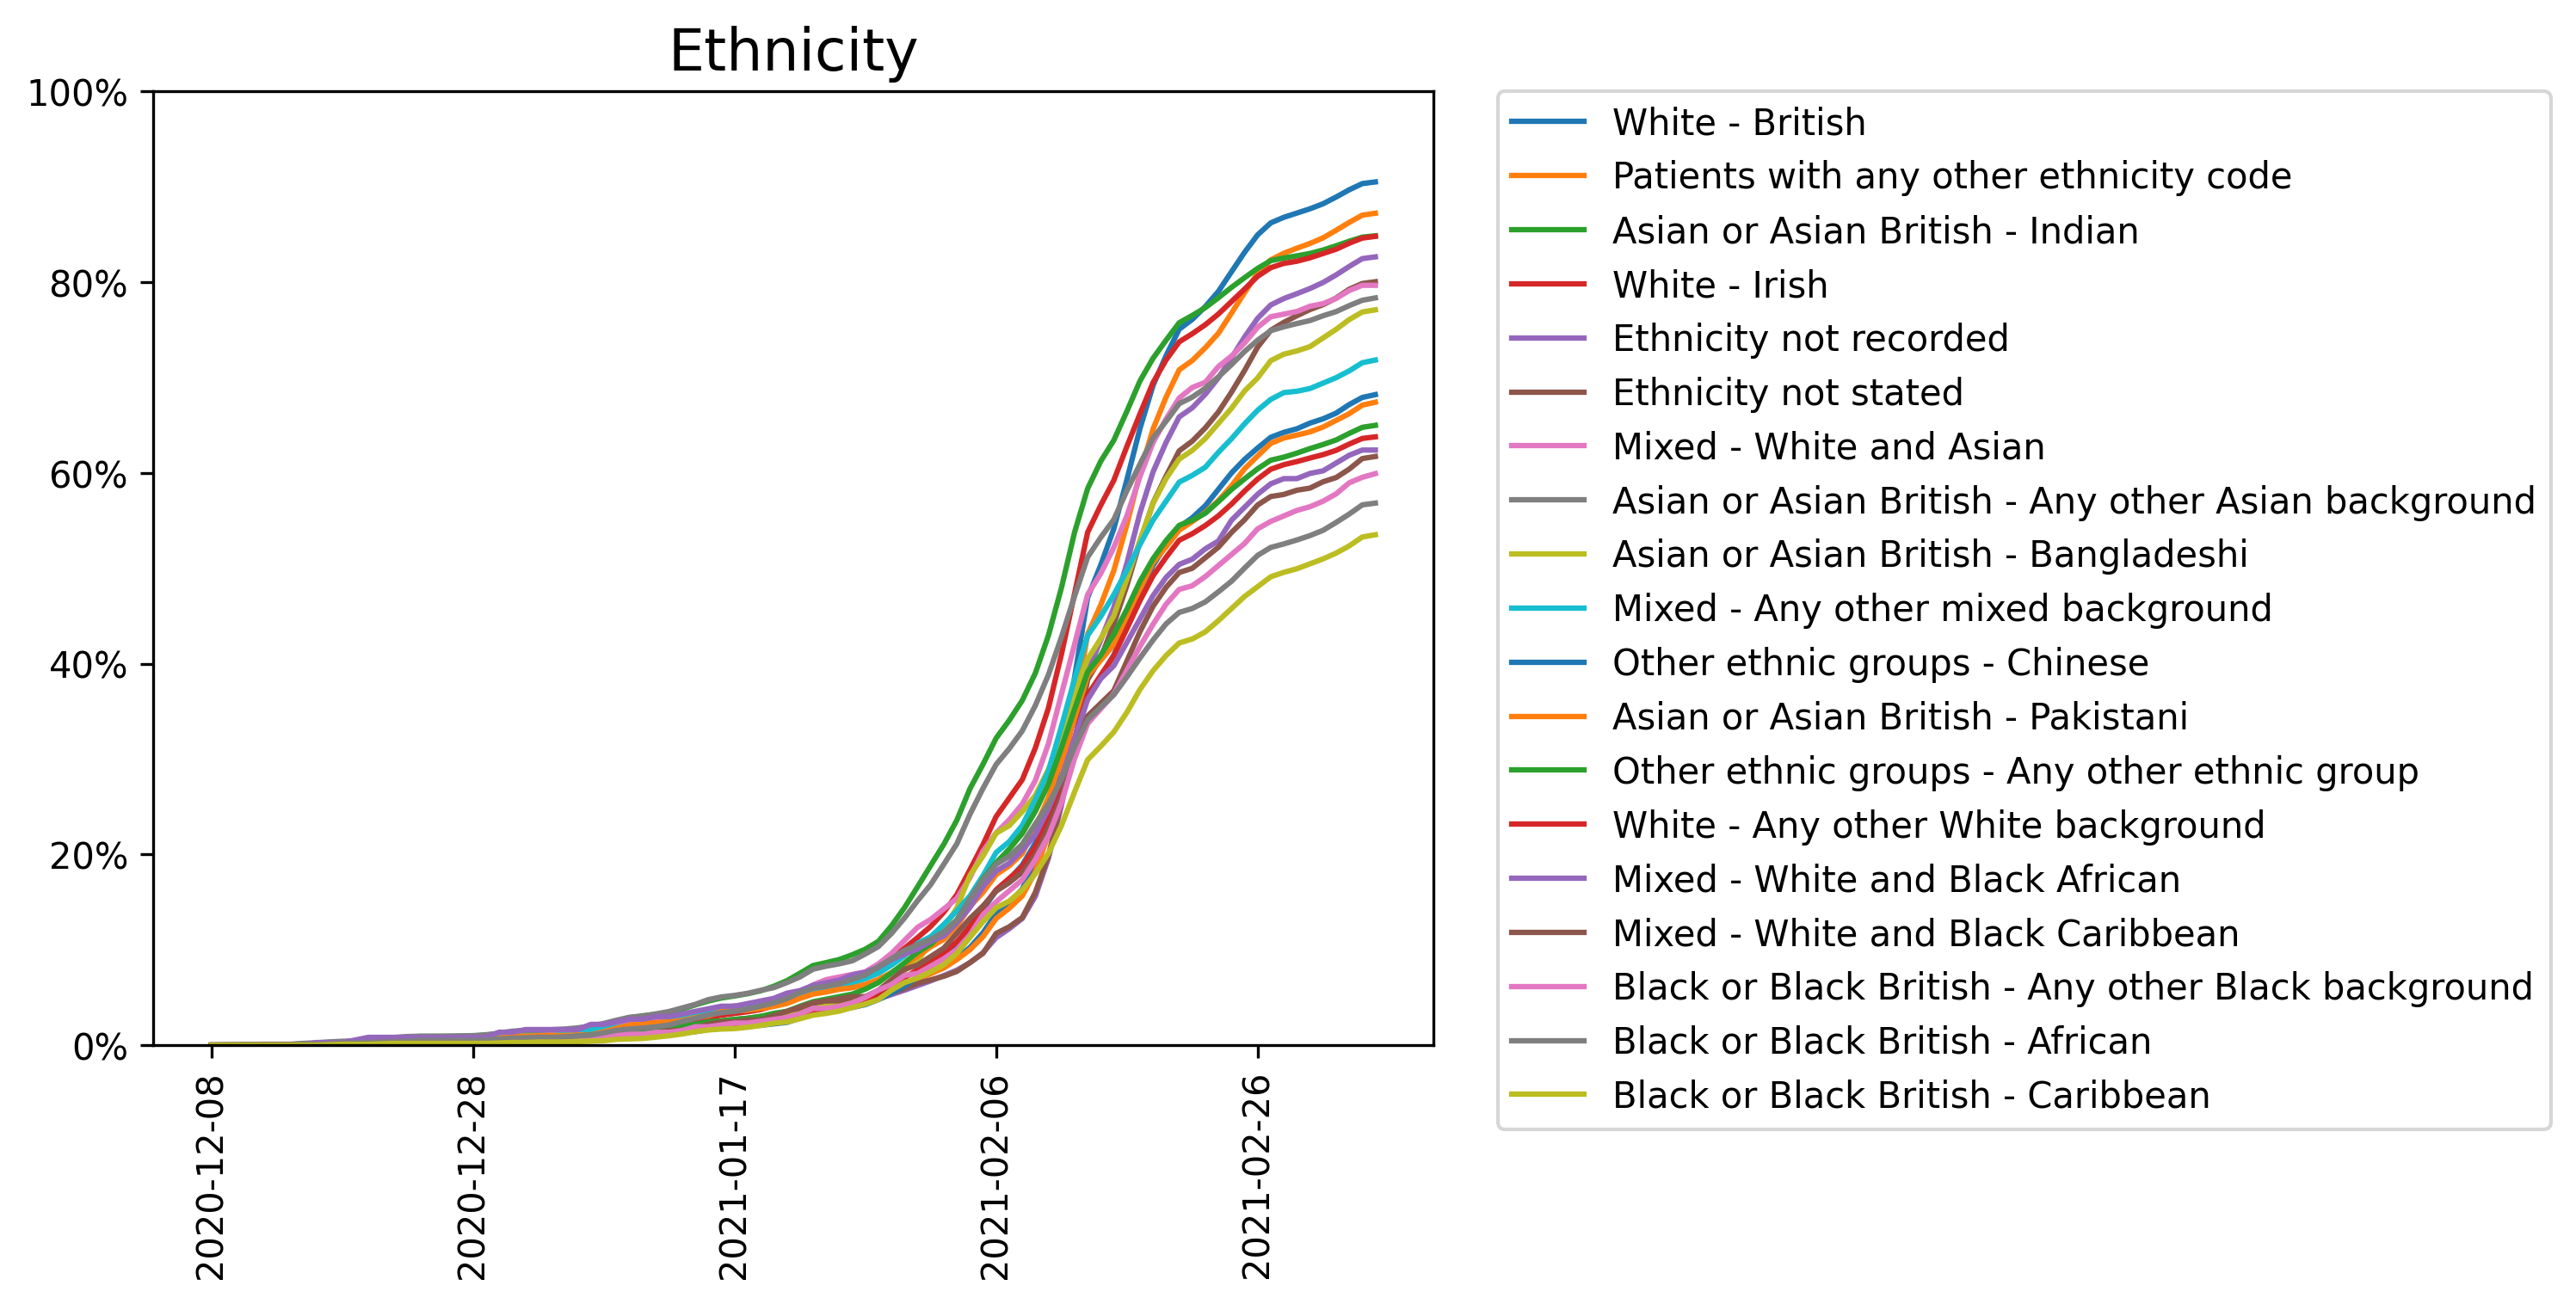 Ethnicity
100%
80%
60%
40%
20%
0%
2020-12-08
2020-12-28
2021-01-17
2021-02-06
2021-02-26
White - British
Patients with any other ethnicity code
Asian or Asian British - Indian
White - Irish
Ethnicity not recorded
Ethnicity not stated
Mixed - White and Asian
Asian or Asian British - Any other Asian background
Asian or Asian British - Bangladeshi
Mixed - Any other mixed background
Other ethnic groups - Chinese
Asian or Asian British - Pakistani
Other ethnic groups - Any other ethnic group
White - Any other White background
Mixed - White and Black African
Mixed - White and Black Caribbean
Black or Black British - Any other Black background
Black or Black British - African
Black or Black British - Caribbean